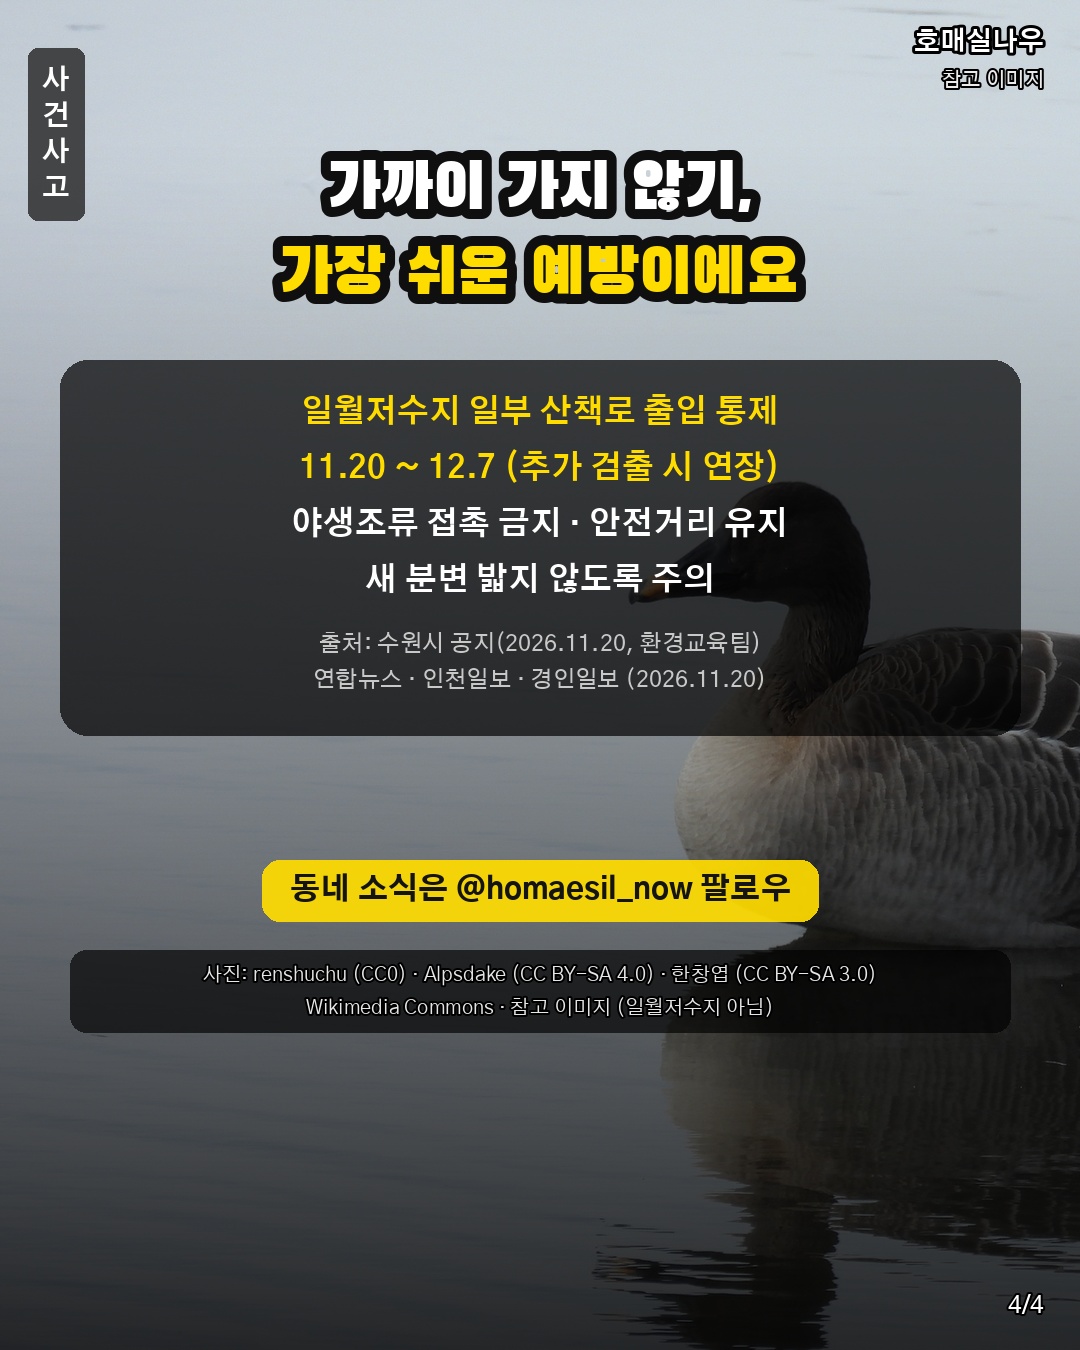 사건사고
호매실나우
참고 이미지
가까이 가지 않기,
가장 쉬운 예방이에요
일월저수지 일부 산책로 출입 통제
11.20 ~ 12.7 (추가 검출 시 연장)
야생조류 접촉 금지 · 안전거리 유지
새 분변 밟지 않도록 주의
출처: 수원시 공지(2026.11.20, 환경교육팀)
연합뉴스 · 인천일보 · 경인일보 (2026.11.20)
동네 소식은 @homaesil_now 팔로우
사진: renshuchu (CC0) · Alpsdake (CC BY-SA 4.0) · 한창엽 (CC BY-SA 3.0)
Wikimedia Commons · 참고 이미지 (일월저수지 아님)
4/4